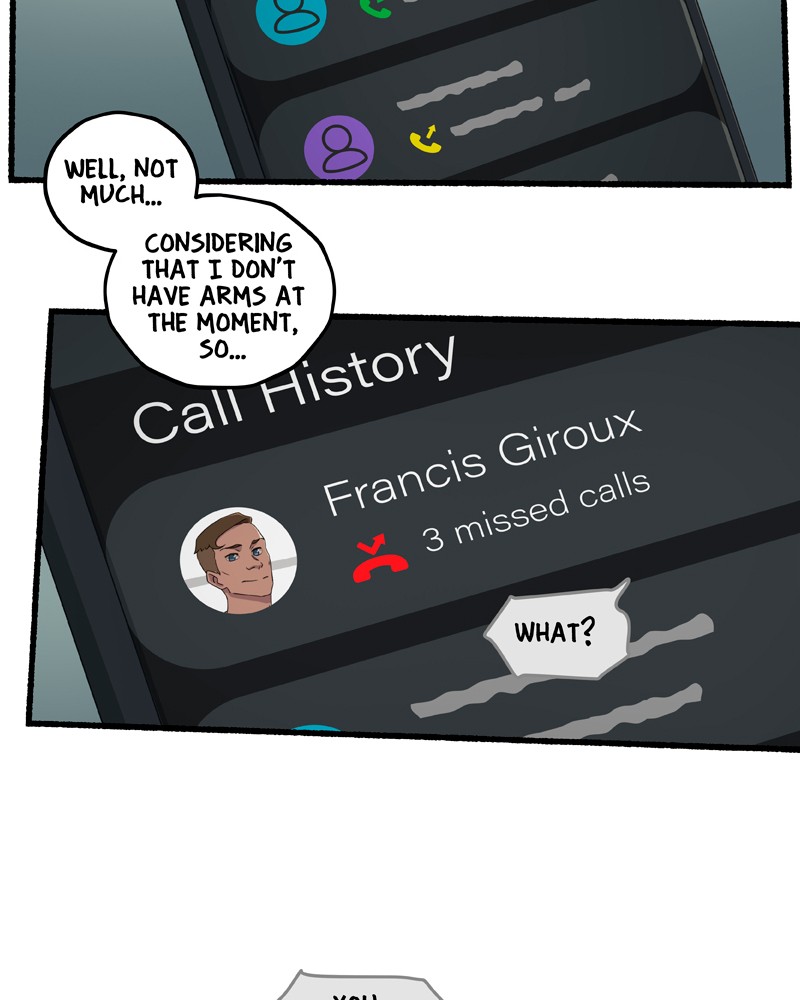 WELL, NOT
MUCH...
CONSIDERING
THAT I DON'T
HAVE ARMS AT
THE MOMENT,
SO...
Call History
Francis Giroux
3 missed calls
WHAT?
YOU